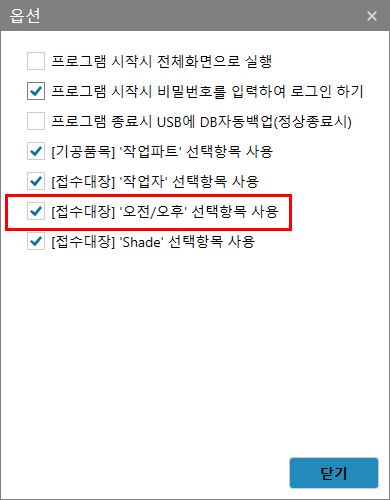 옵션
프로그램 시작시 전체화면으로 실행
프로그램 시작시 비밀번호를 입력하여 로그인 하기
프로그램 종료시 USB에 DB자동백업(정상종료시)
[기공품목] '작업파트' 선택항목 사용
[접수대장] '작업자' 선택항목 사용
[접수대장] '오전/오후' 선택항목 사용
[접수대장] 'Shade' 선택항목 사용
닫기